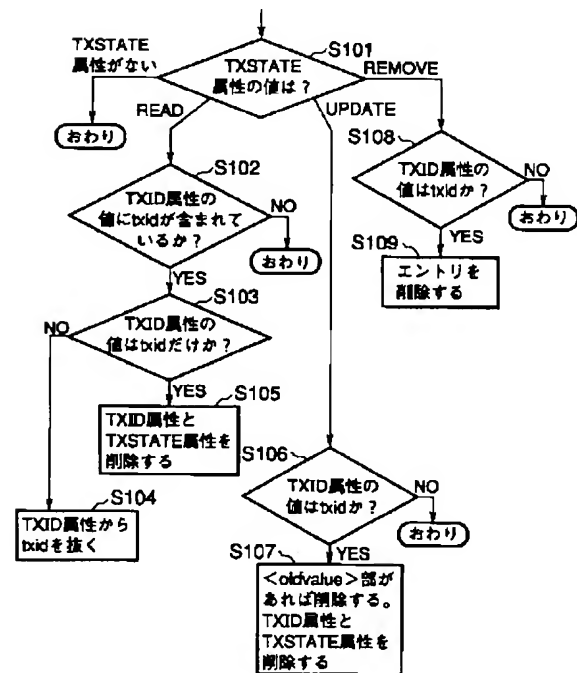 S101
TXSTATE
属性がない
TXSTATE
属性の値は？
REMOVE
READ
UPDATE
おわり
S108
TXID属性の
値はtxidか？
NO
おわり
YES
S109
エントリを
削除する
S102
TXID属性の
値にtxidが含まれて
いるか？
NO
おわり
YES
S103
TXID属性の
値はtxidだけか？
NO
YES
S105
TXID属性と
TXSTATE属性を
削除する
S104
TXID属性から
txidを抜く
S106
TXID属性の
値はtxidか？
NO
おわり
YES
S107
＜oldvalue＞部が
あれば削除する。
TXID属性と
TXSTATE属性を
削除する